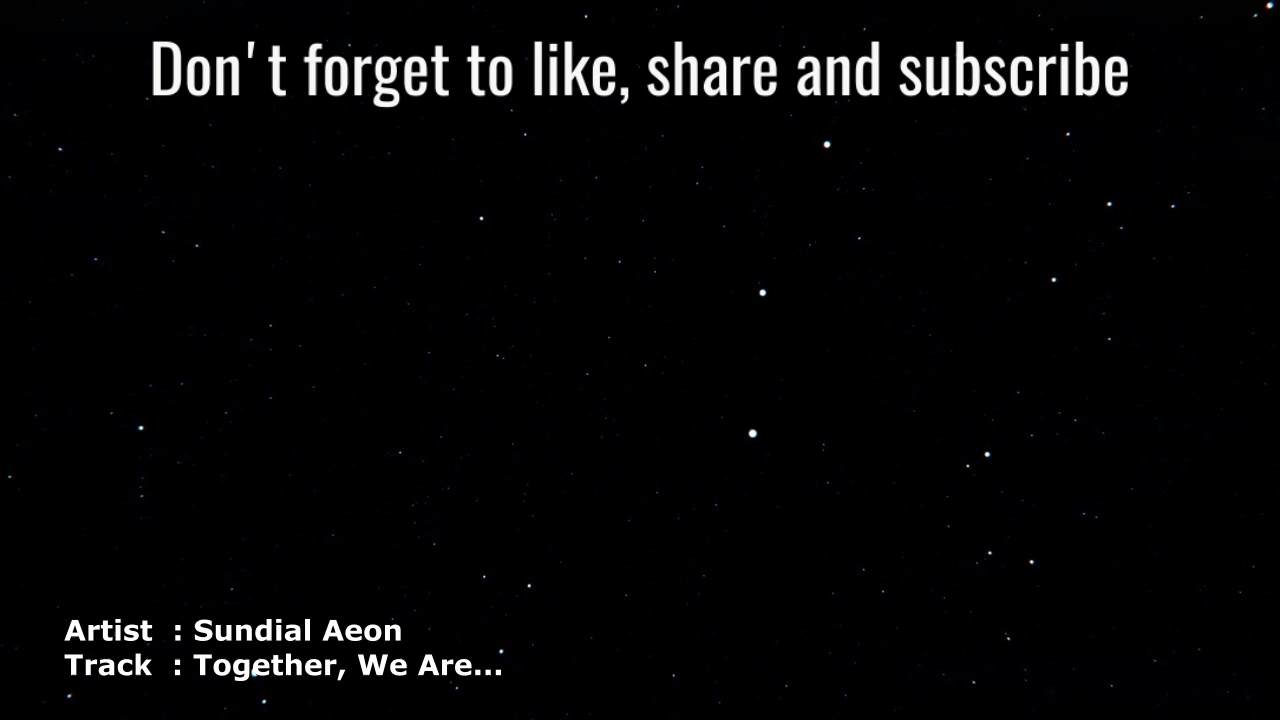 Don't forget to like, share and subscribe
Artist : Sundial Aeon
Track : Together, We Are...